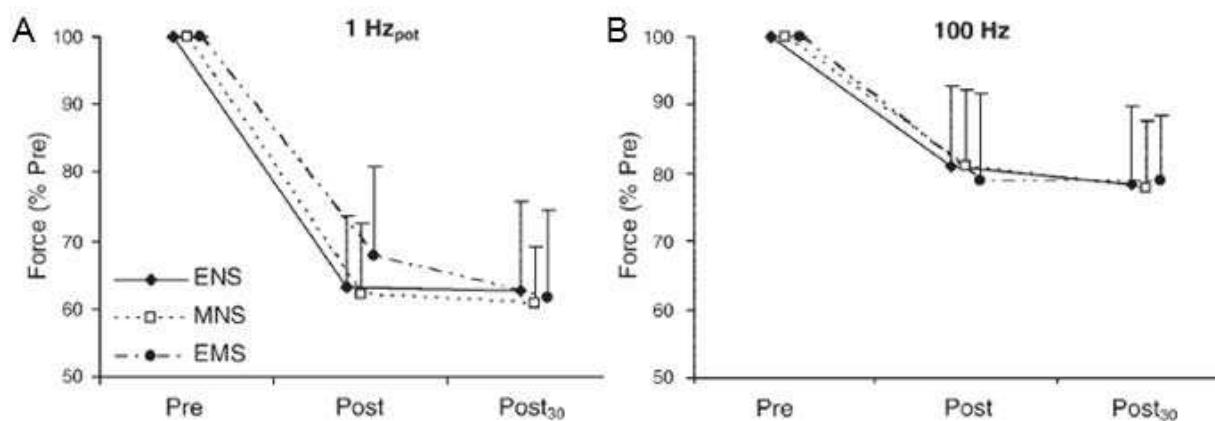 A
1 Hzpot
100
90
80
70
60
50
Force (% Pre)
ENS
MNS
EMS
Pre
Post
Post30
B
100 Hz
100
90
80
70
60
50
Force (% Pre)
Pre
Post
Post30